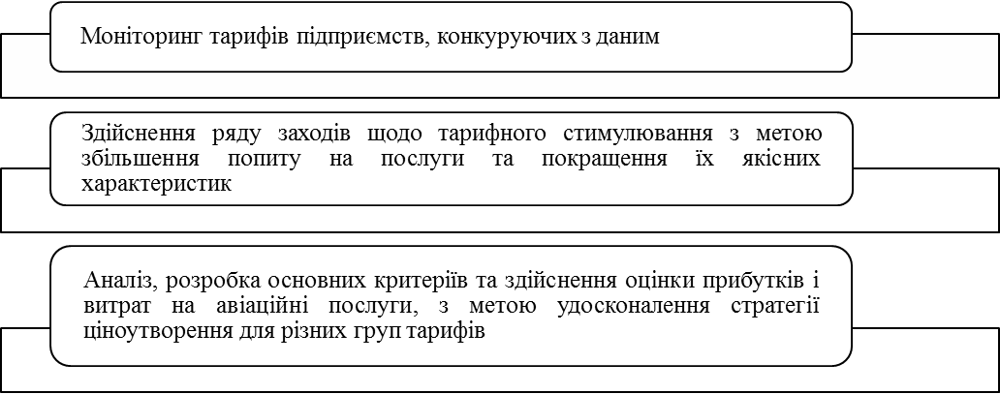 Моніторинг тарифів підприємств, конкуруючих з даним
Здійснення ряду заходів щодо тарифного стимулювання з метою
збільшення попиту на послуги та покращення їх якісних
характеристик
Аналіз, розробка основних критеріїв та здійснення оцінки прибутків і
витрат на авіаційні послуги, з метою удосконалення стратегії
ціноутворення для різних груп тарифів